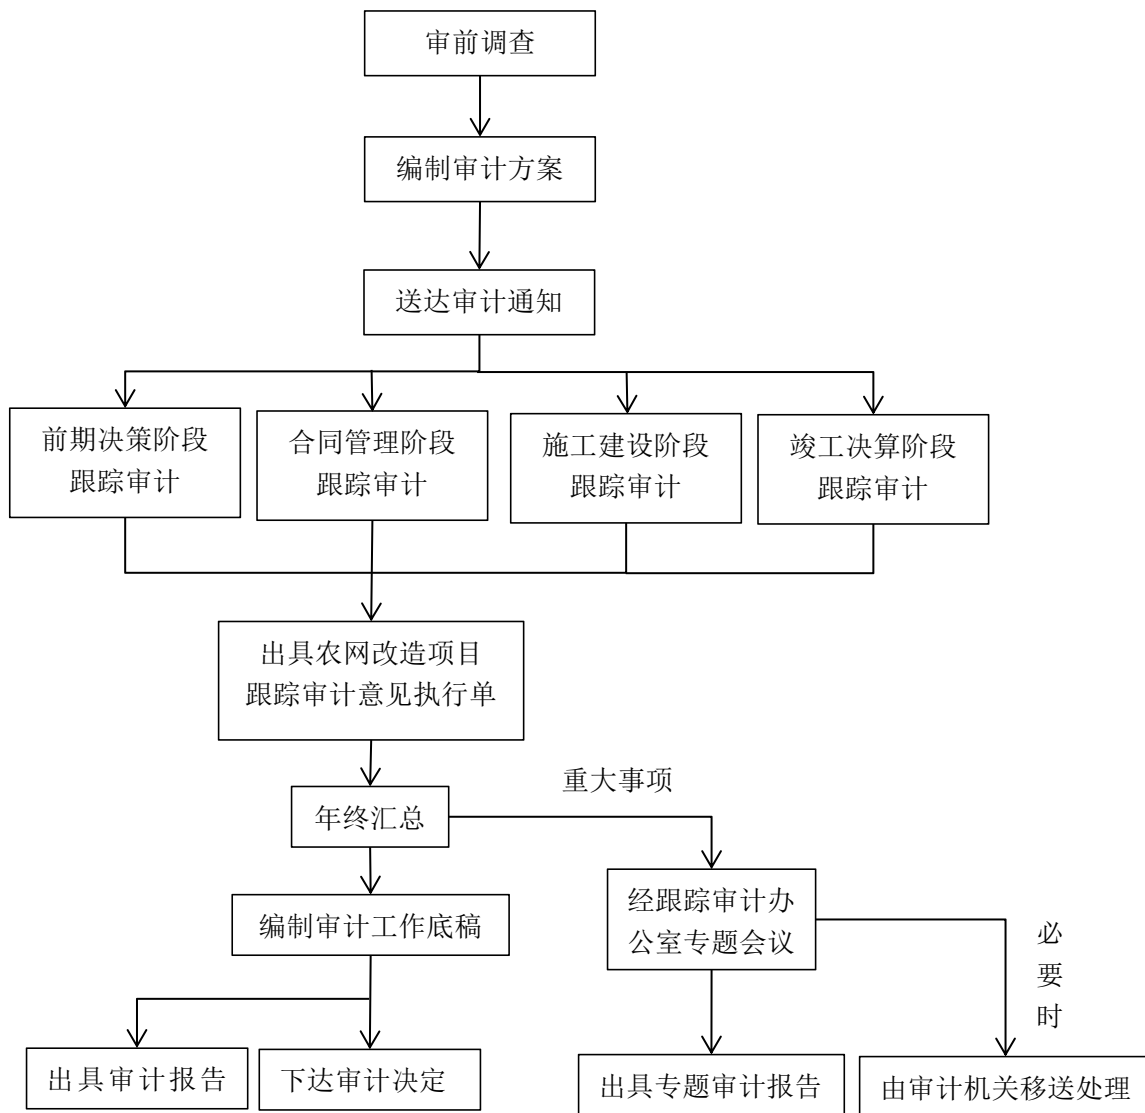 审前调查
编制审计方案
送达审计通知
前期决策阶段
跟踪审计
合同管理阶段
跟踪审计
施工建设阶段
跟踪审计
竣工决算阶段
跟踪审计
出具农网改造项目
跟踪审计意见执行单
重大事项
年终汇总
经跟踪审计办
公室专题会议
编制审计工作底稿
必
要
时
出具审计报告
下达审计决定
出具专题审计报告
由审计机关移送处理